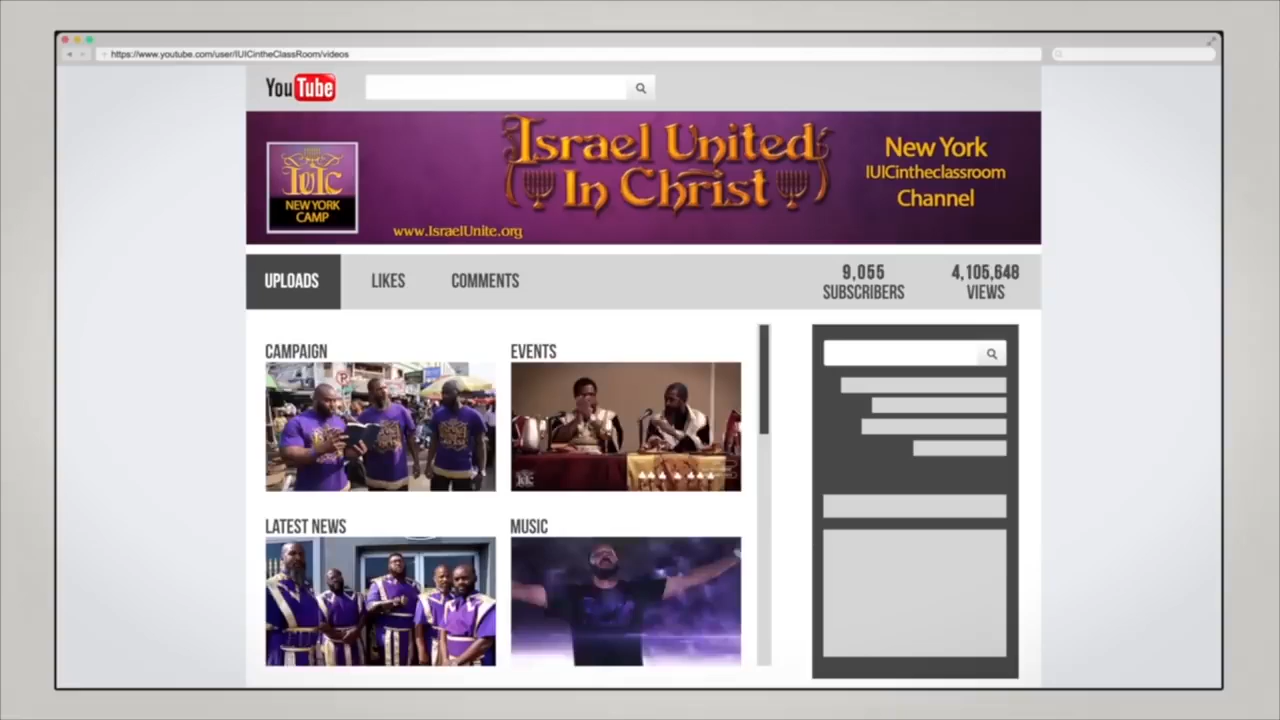 https://www.youtube.com/user/IUICintheClassRoom/videos
YouTube
Israel United
In Christ
New York
IUICintheclassroom
Channel
IUIC
NEW YORK
CAMP
www.IsraelUnite.org
UPLOADS
LIKES
COMMENTS
9,055
SUBSCRIBERS
4,105,648
VIEWS
CAMPAIGN
EVENTS
IUIC
LATEST NEWS
MUSIC